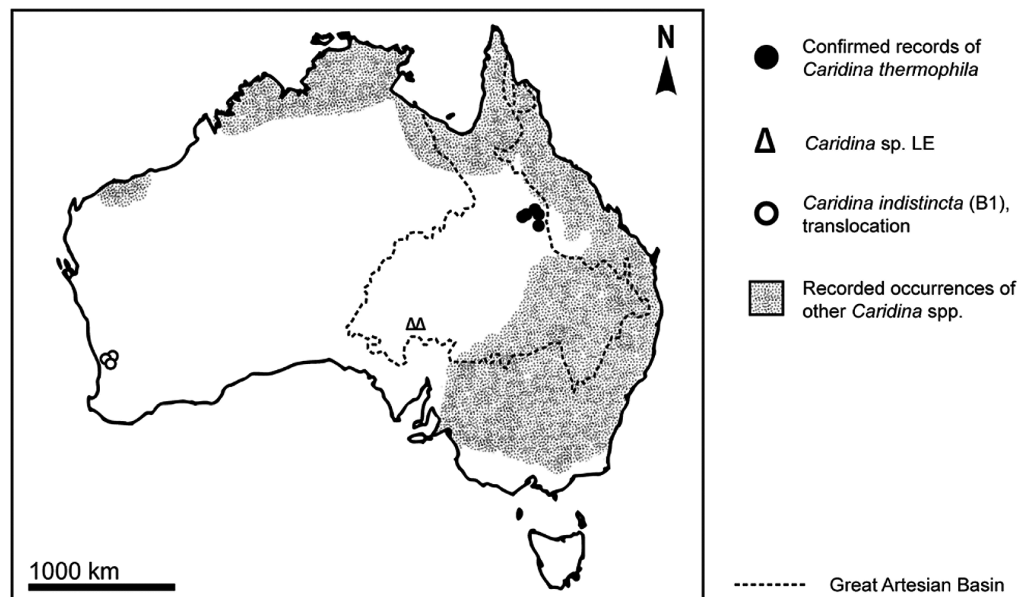 N
Confirmed records of
Caridina thermophila
Δ Caridina sp. LE
Caridina indistincta (B1),
translocation
Recorded occurrences of
other Caridina spp.
ΔΔ
1000 km
Great Artesian Basin